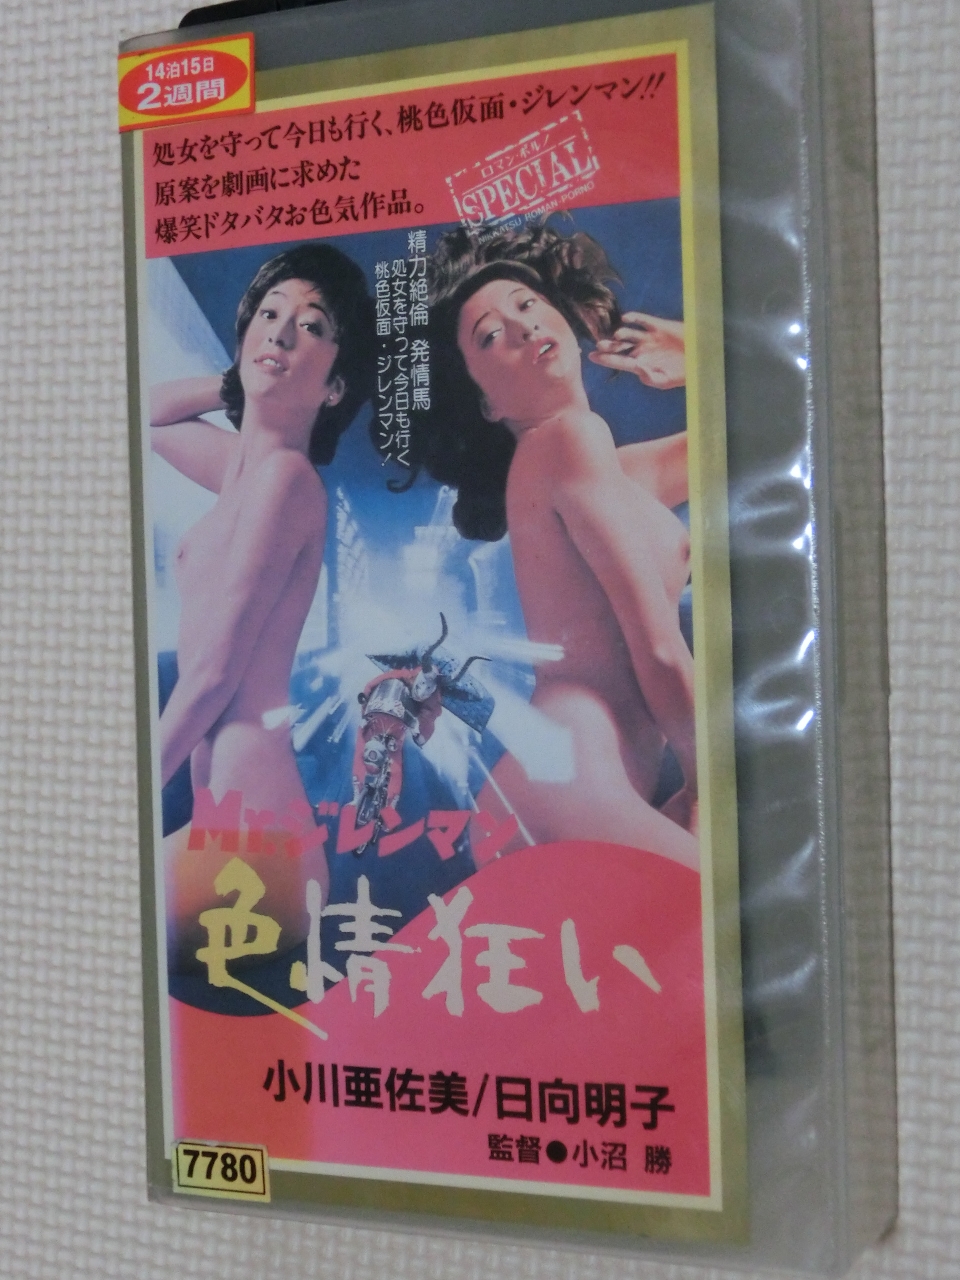 14泊15日
2週間
処女を守って今日も行く、桃色仮面・ジレンマン!!
原案を劇画に求めた
爆笑ドタバタお色気作品。
ロマン・ポルノ
SPECIAL
NIKKATSU ROMAN-PORNO
精力絶倫 発情馬
処女を守って今日も行く
桃色仮面・ジレンマン!
Mr.ジレンマン
色情狂い
小川亜佐美/日向明子
監督●小沼 勝
7780